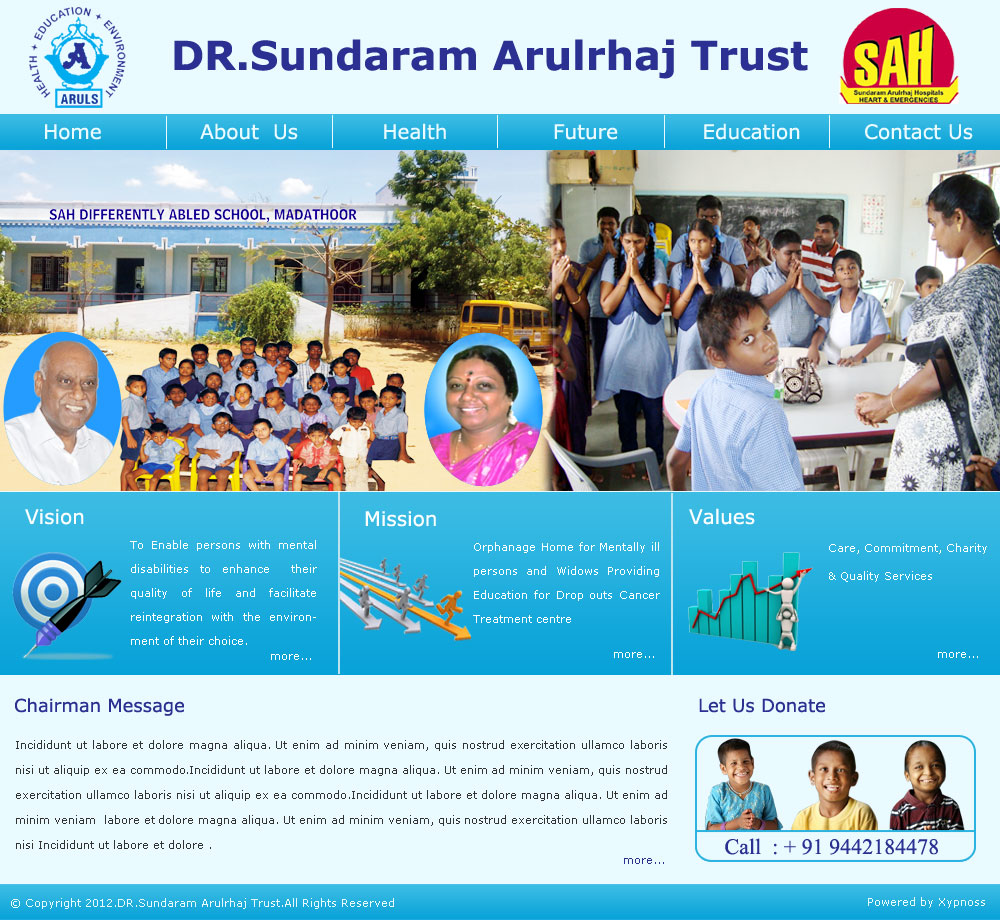 HEALTH + EDUCATION + ENVIRONMENT
A
ARULS
DR.Sundaram Arulrhaj Trust
SAH
Sundaram Arulrhaj Hospitals
HEART & EMERGENCIES
Home About Us Health Future Education Contact Us
SAH DIFFERENTLY ABLED SCHOOL, MADATHOOR
Vision
To Enable persons with mental
disabilities to enhance their
quality of life and facilitate
reintegration with the environ-
ment of their choice.
more...
Mission
Orphanage Home for Mentally ill
persons and Widows Providing
Education for Drop outs Cancer
Treatment centre
more...
Values
Care, Commitment, Charity
& Quality Services
more...
Chairman Message
Incididunt ut labore et dolore magna aliqua. Ut enim ad minim veniam, quis nostrud exercitation ullamco laboris
nisi ut aliquip ex ea commodo.Incididunt ut labore et dolore magna aliqua. Ut enim ad minim veniam, quis nostrud
exercitation ullamco laboris nisi ut aliquip ex ea commodo.Incididunt ut labore et dolore magna aliqua. Ut enim ad
minim veniam labore et dolore magna aliqua. Ut enim ad minim veniam, quis nostrud exercitation ullamco laboris
nisi Incididunt ut labore et dolore .
more...
Let Us Donate
Call : + 91 9442184478
© Copyright 2012.DR.Sundaram Arulrhaj Trust.All Rights Reserved
Powered by Xypnoss